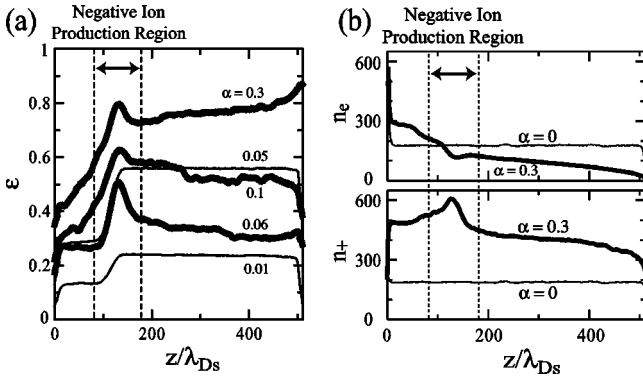 (a)
Negative Ion
Production Region
ε
1
0.8
0.6
0.4
0.2
0
α = 0.3
0.05
0.1
0.06
0.01
0 200 400
z/λDs
(b)
Negative Ion
Production Region
ne
600
300
0
α = 0
α = 0.3
n+
600
400
200
0
α = 0.3
α = 0
0 200 400
z/λDs